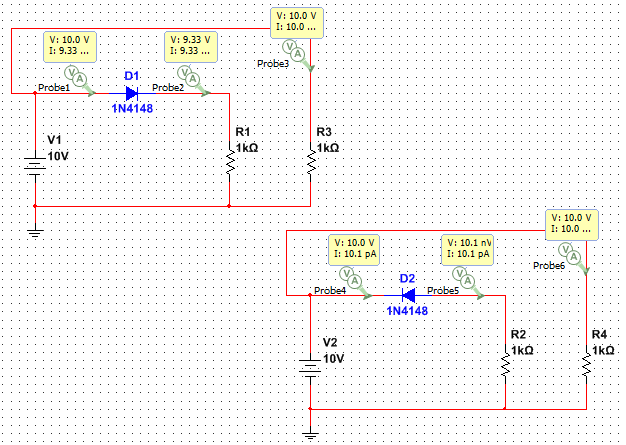 V: 10.0 V
I: 10.0 ...
V: 10.0 V
I: 9.33 ...
V: 9.33 V
I: 9.33 ...
V
A
Probe3
V
A
D1
V
A
Probe1
Probe2
1N4148
V1
10V
R1
1kΩ
R3
1kΩ
V: 10.0 V
I: 10.0 ...
V: 10.0 V
I: 10.1 pA
V: 10.1 nV
I: 10.1 pA
V
A
Probe6
V
A
D2
V
A
Probe4
Probe5
1N4148
V2
10V
R2
1kΩ
R4
1kΩ